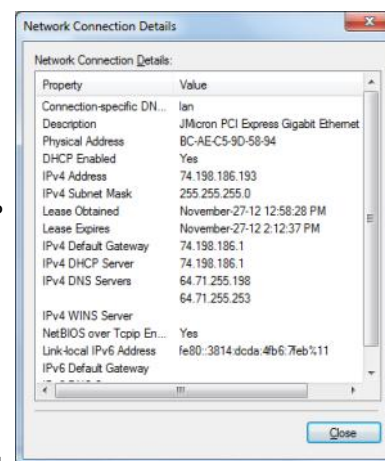 Network Connection Details
Network Connection Details:
Property Value
Connection-specific DN... lan
Description JMicron PCI Express Gigabit Ethernet
Physical Address BC-AE-C5-9D-58-94
DHCP Enabled Yes
IPv4 Address 74.198.186.193
IPv4 Subnet Mask 255.255.255.0
Lease Obtained November-27-12 12:58:28 PM
Lease Expires November-27-12 2:12:37 PM
IPv4 Default Gateway 74.198.186.1
IPv4 DHCP Server 74.198.186.1
IPv4 DNS Servers 64.71.255.198
64.71.255.253
IPv4 WINS Server
NetBIOS over Tcpip En... Yes
Link-local IPv6 Address fe80::3814:dcda:4fb6:7feb%11
IPv6 Default Gateway
Close